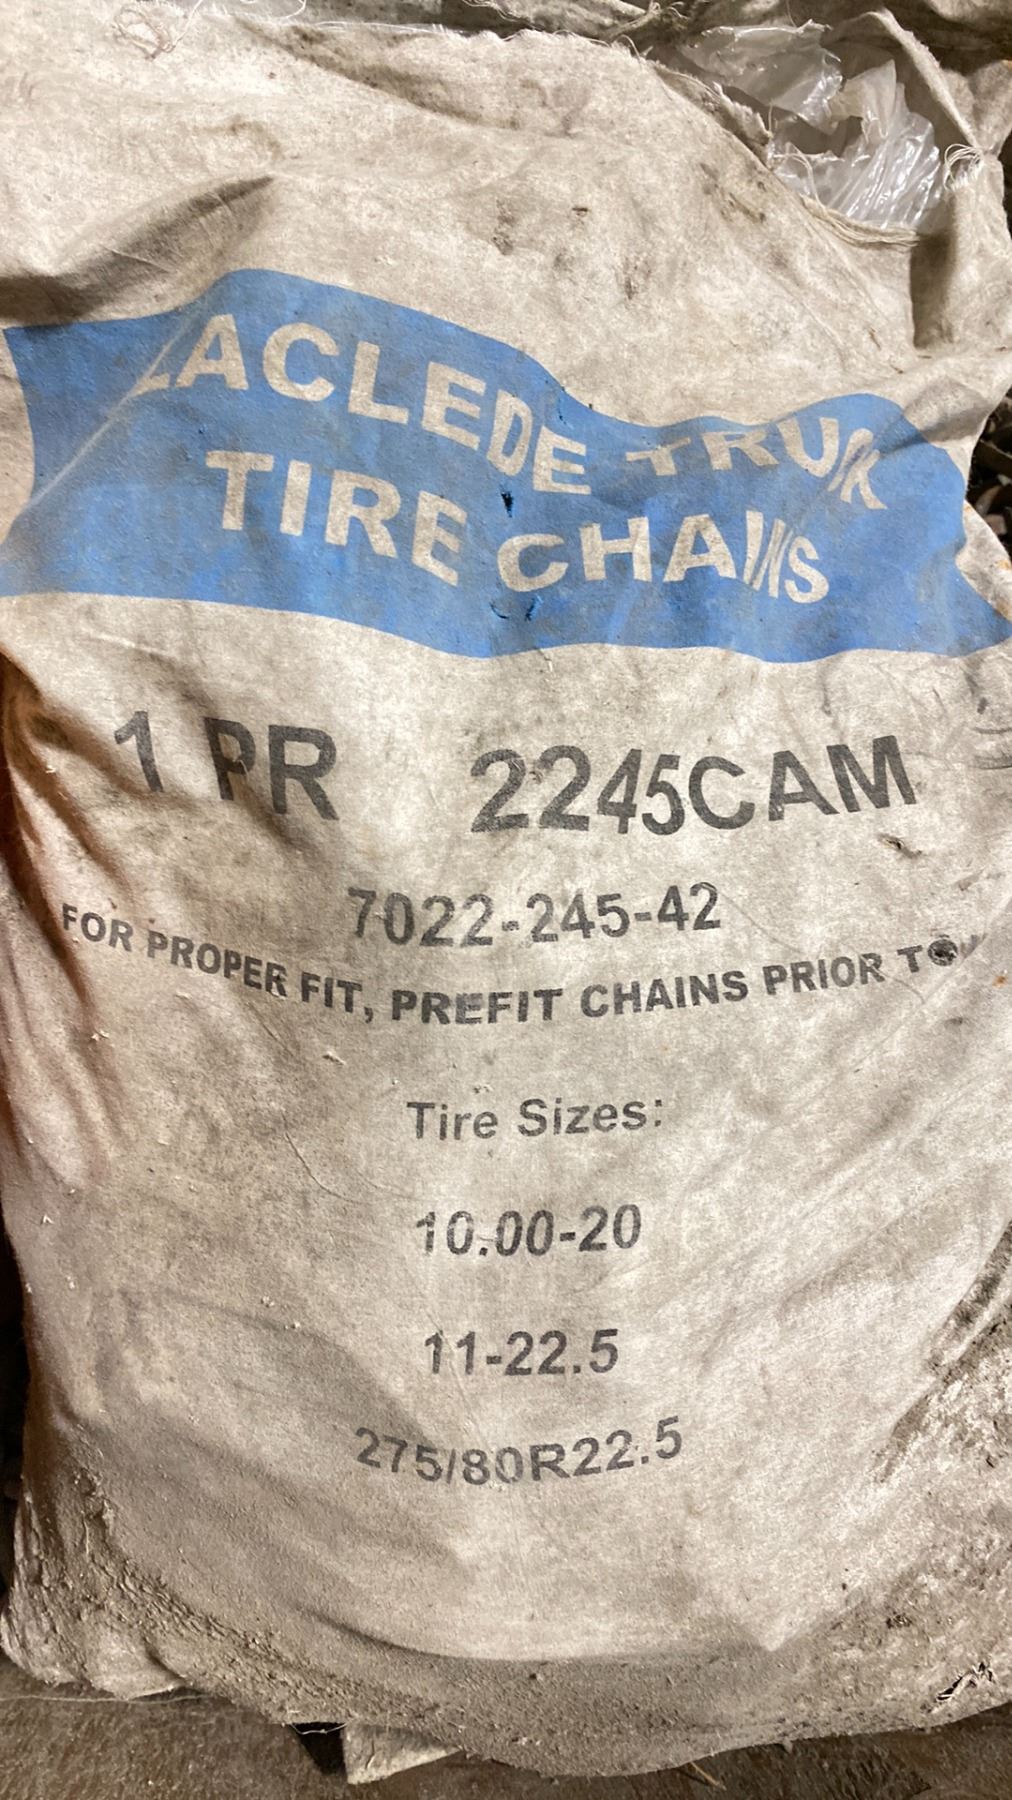 LACLEDE TRUCK
TIRE CHAINS
1 PR 2245CAM
7022-245-42
FOR PROPER FIT, PREFIT CHAINS PRIOR TO
Tire Sizes:
10.00-20
11-22.5
275/80R22.5